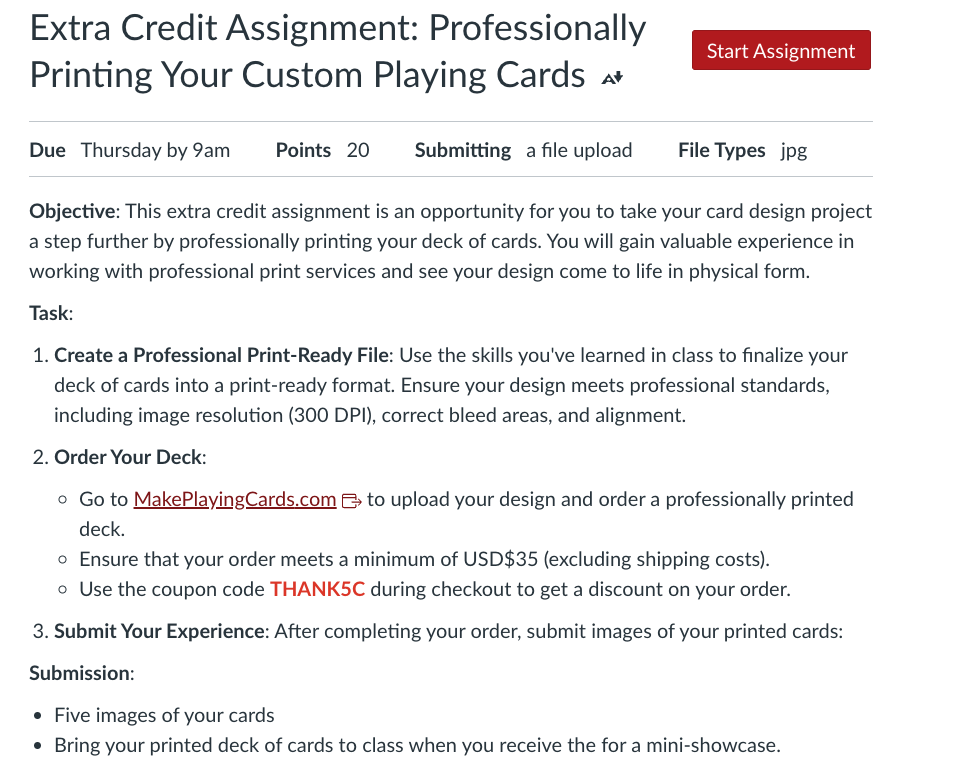 Extra Credit Assignment: Professionally
Printing Your Custom Playing Cards
Start Assignment
Due Thursday by 9am Points 20 Submitting a file upload File Types jpg
Objective: This extra credit assignment is an opportunity for you to take your card design project
a step further by professionally printing your deck of cards. You will gain valuable experience in
working with professional print services and see your design come to life in physical form.
Task:
1. Create a Professional Print-Ready File: Use the skills you've learned in class to finalize your
deck of cards into a print-ready format. Ensure your design meets professional standards,
including image resolution (300 DPI), correct bleed areas, and alignment.
2. Order Your Deck:
○ Go to MakePlayingCards.com to upload your design and order a professionally printed
deck.
○ Ensure that your order meets a minimum of USD$35 (excluding shipping costs).
○ Use the coupon code THANK5C during checkout to get a discount on your order.
3. Submit Your Experience: After completing your order, submit images of your printed cards:
Submission:
• Five images of your cards
• Bring your printed deck of cards to class when you receive the for a mini-showcase.